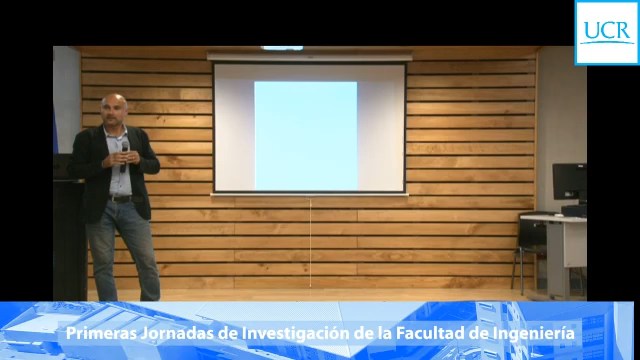 UCR
Primeras Jornadas de Investigación de la Facultad de Ingeniería